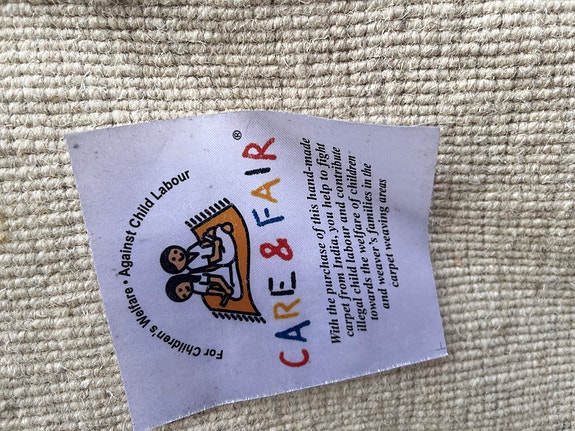 For Children's Welfare • Against Child Labour
CARE & FAIR®
With the purchase of this hand-made
carpet from India, you help to fight
illegal child labour and contribute
towards the welfare of children
and weaver's families in the
carpet weaving areas